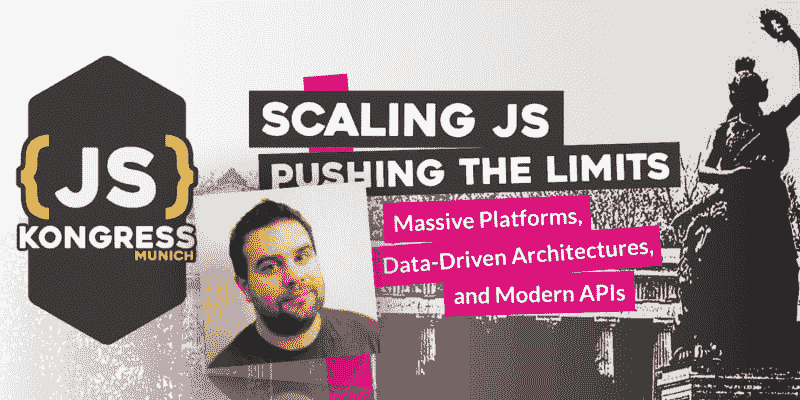 {JS}
KONGRESS
MUNICH
SCALING JS
PUSHING THE LIMITS
Massive Platforms,
Data-Driven Architectures,
and Modern APIs